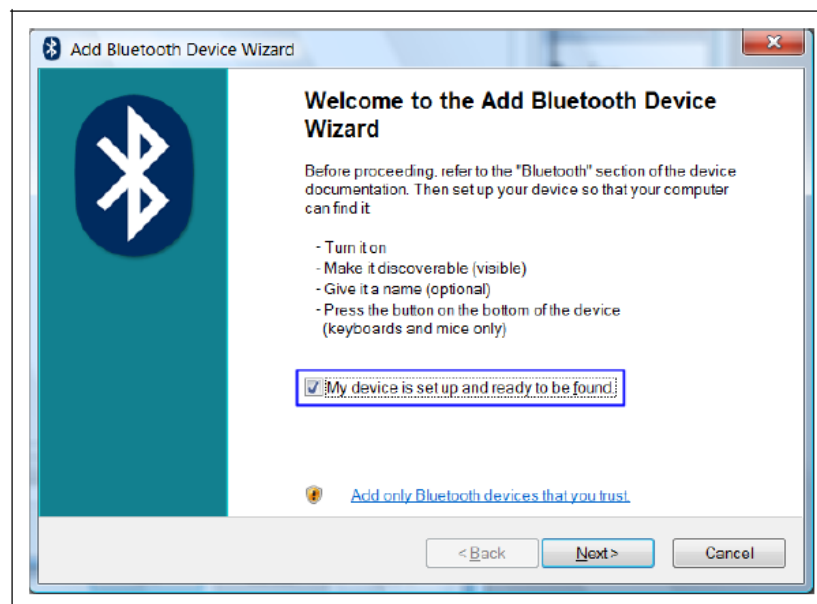 Add Bluetooth Device Wizard
Welcome to the Add Bluetooth Device
Wizard
Before proceeding, refer to the "Bluetooth" section of the device
documentation. Then set up your device so that your computer
can find it
- Turn it on
- Make it discoverable (visible)
- Give it a name (optional)
- Press the button on the bottom of the device
(keyboards and mice only)
My device is set up and ready to be found.
Add only Bluetooth devices that you trust.
< Back Next > Cancel